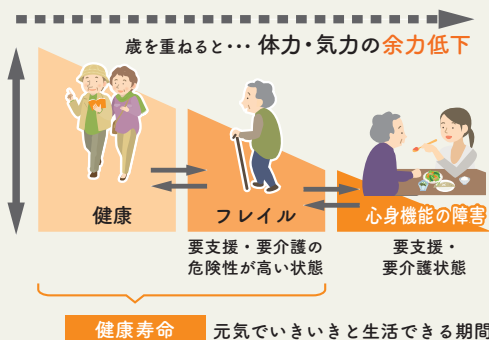 歳を重ねると･･･ 体力・気力の余力低下
健康
フレイル
心身機能の障害
要支援・要介護の
危険性が高い状態
要支援・
要介護状態
健康寿命 元気でいきいきと生活できる期間